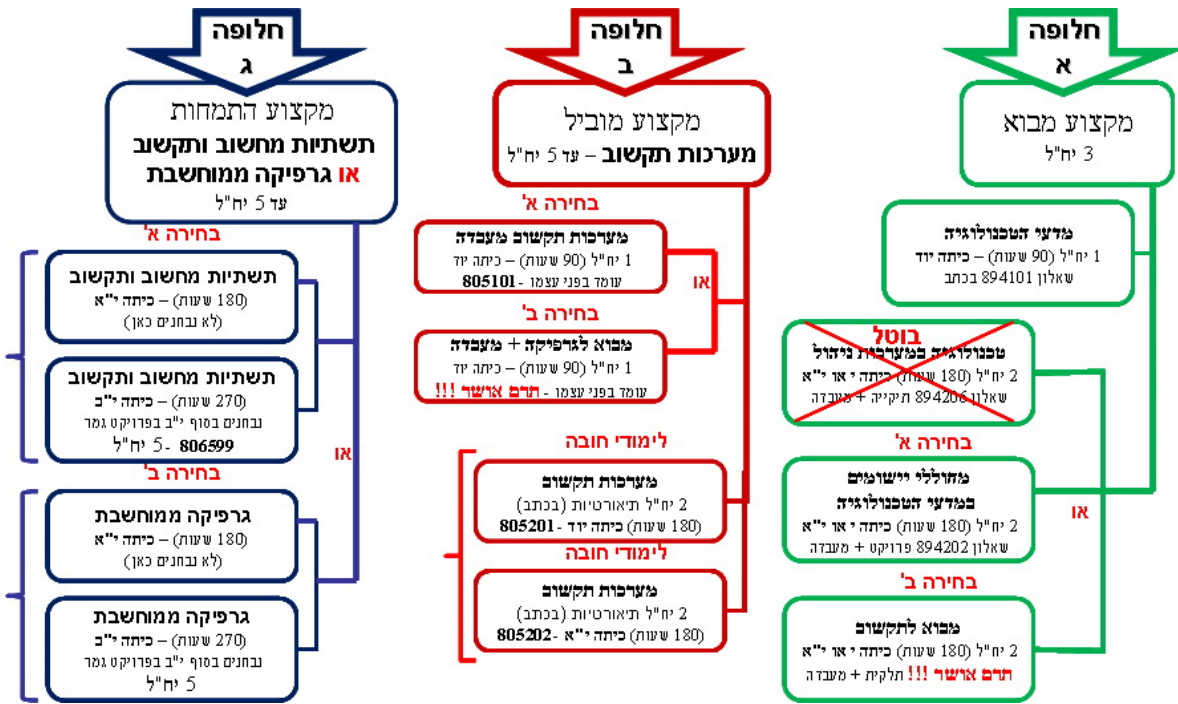 חלופה
א
מקצוע מבוא
3 יח"ל
מדעי הטכנולוגיה
1 יח"ל (90 שעות) – כיתה יוד
שאלון 894101 בכתב
בוטל
טכנולוגיה במערכות ניהול
2 יח"ל (180 שעות) כיתה י או י"א
שאלון 894206 תיקייה + מעבדה
בחירה א'
מחוללי יישומים
במדעי הטכנולוגיה
2 יח"ל (180 שעות) כיתה י או י"א
שאלון 894202 פרויקט + מעבדה
או
בחירה ב'
מבוא לתקשוב
2 יח"ל (180 שעות) כיתה י או י"א
תרם אושר !!! תלקית + מעבדה
חלופה
ב
מקצוע מוביל
מערכות תקשוב – עד 5 יח"ל
בחירה א'
מערכות תקשוב מעבדה
1 יח"ל (90 שעות) – כיתה יוד
עומד בפני עצמו - 805101
או
בחירה ב'
מבוא לגרפיקה + מעבדה
1 יח"ל (90 שעות) – כיתה יוד
עומד בפני עצמו - תרם אושר !!!
לימודי חובה
מערכות תקשוב
2 יח"ל תיאורטיות (בכתב)
(180 שעות) כיתה יוד - 805201
לימודי חובה
מערכות תקשוב
2 יח"ל תיאורטיות (בכתב)
(180 שעות) כיתה י"א - 805202
חלופה
ג
מקצוע התמחות
תשתיות מחשוב ותקשוב
או גרפיקה ממוחשבת
עד 5 יח"ל
בחירה א'
תשתיות מחשוב ותקשוב
(180 שעות) – כיתה י"א
(לא נבחנים כאן)
תשתיות מחשוב ותקשוב
(270 שעות) – כיתה י"ב
נבחנים בסוף י"ב בפרויקט גמר
806599 - 5 יח"ל
או
בחירה ב'
גרפיקה ממוחשבת
(180 שעות) – כיתה י"א
(לא נבחנים כאן)
גרפיקה ממוחשבת
(270 שעות) – כיתה י"ב
נבחנים בסוף י"ב בפרויקט גמר
5 יח"ל